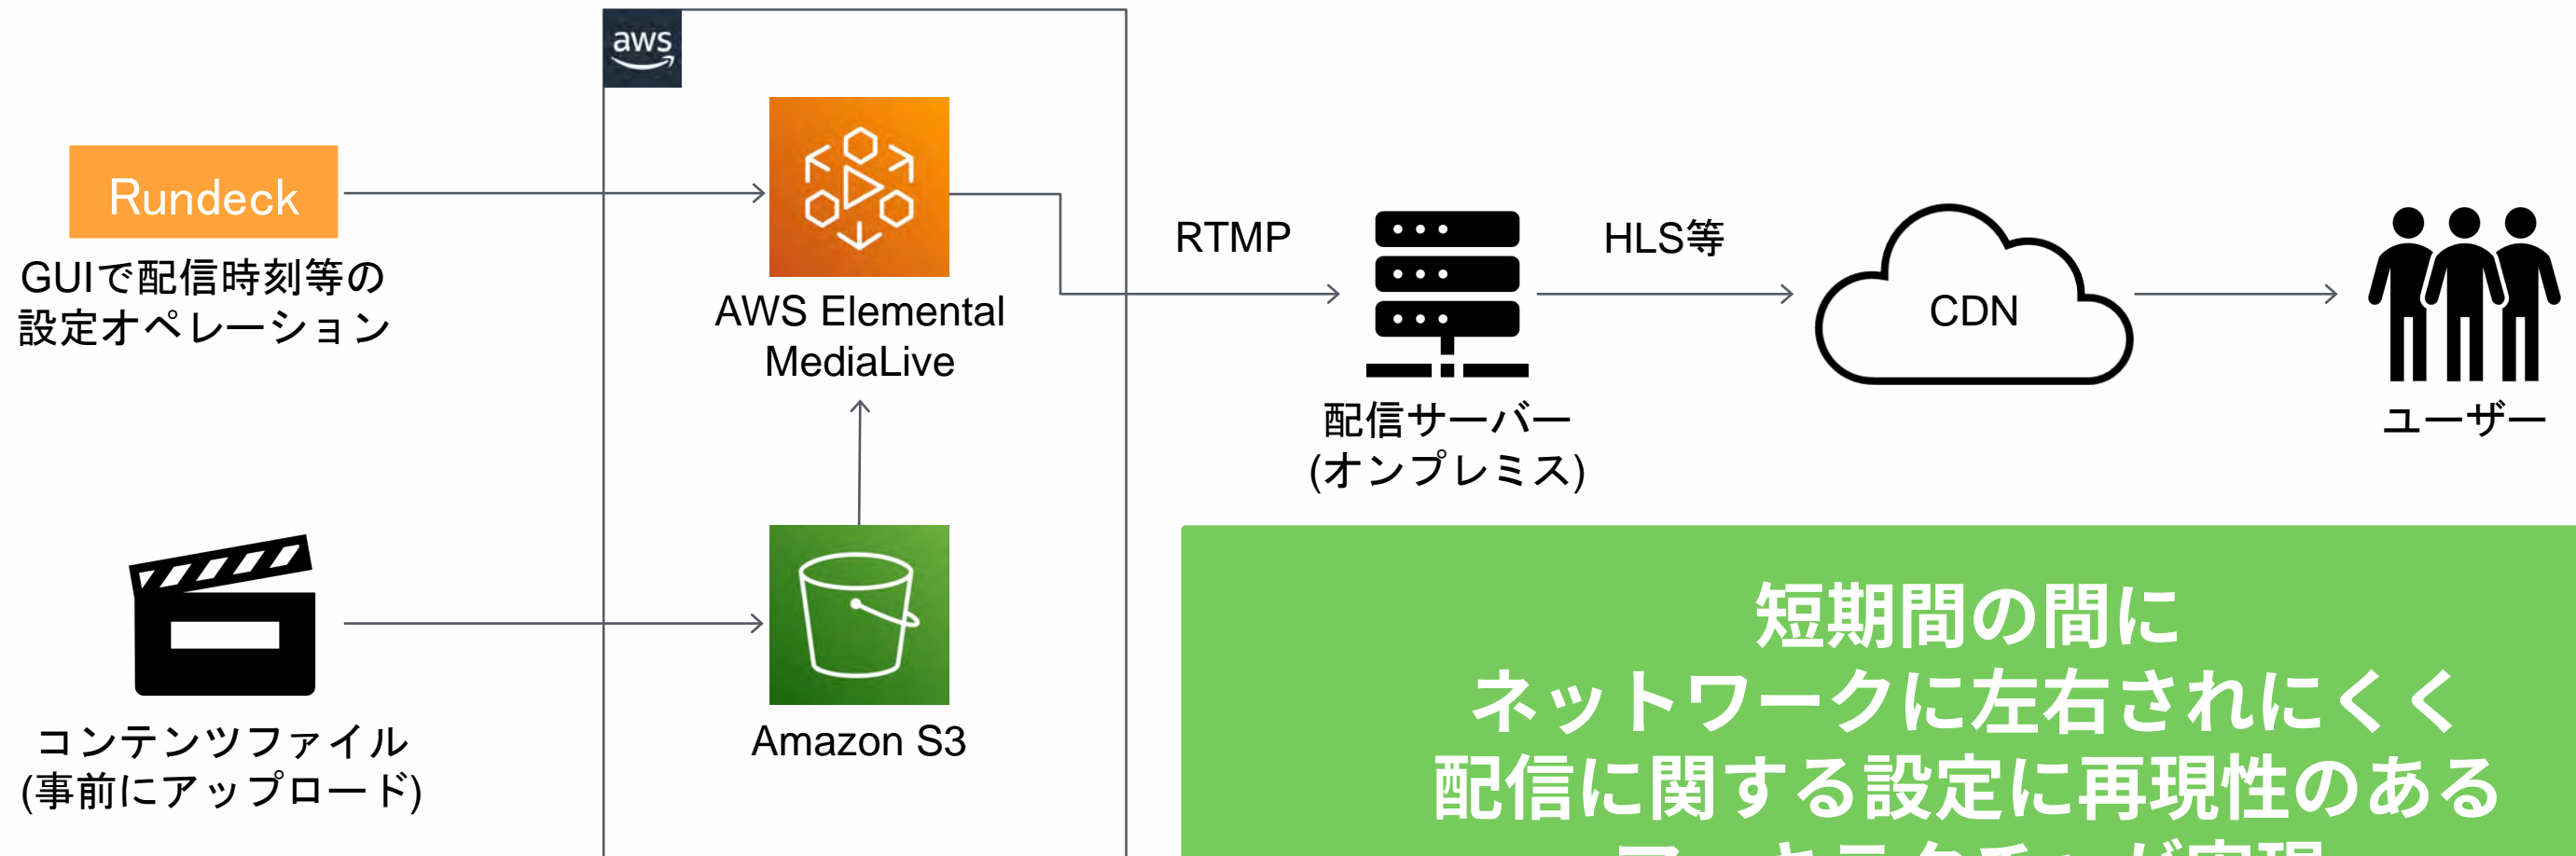 aws
Rundeck
GUIで配信時刻等の
設定オペレーション
AWS Elemental
MediaLive
RTMP
配信サーバー
(オンプレミス)
HLS等
CDN
ユーザー
コンテンツファイル
(事前にアップロード)
Amazon S3
短期間の間に
ネットワークに左右されにくく
配信に関する設定に再現性のある